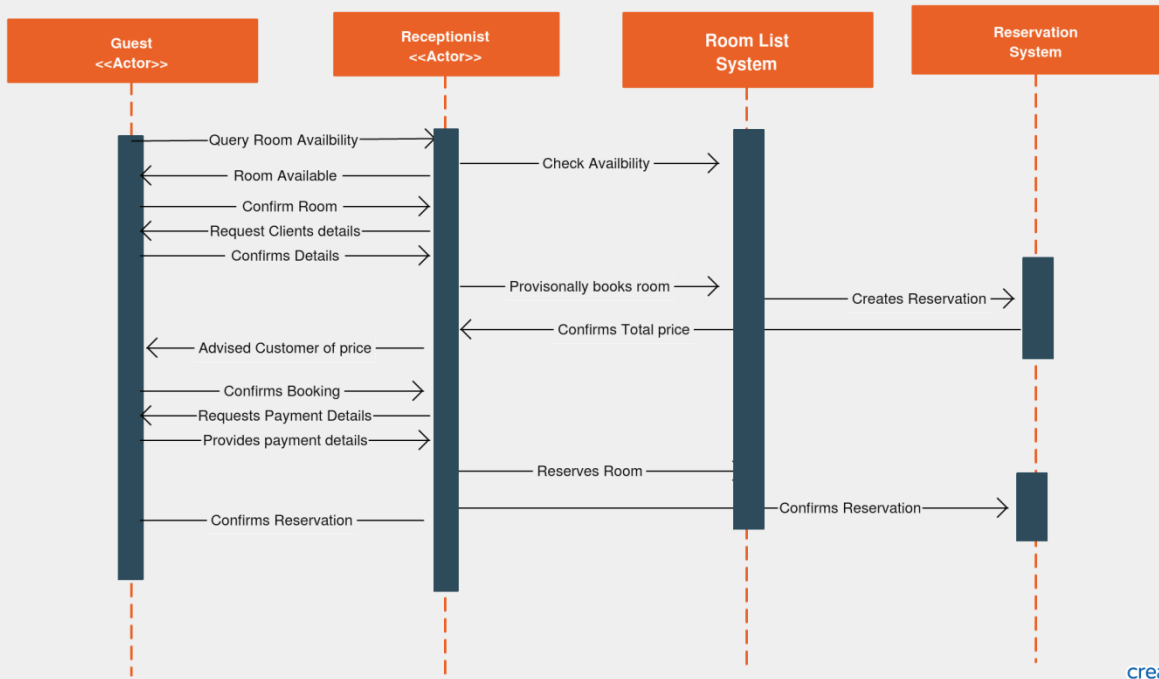 Guest
<<Actor>>
Receptionist
<<Actor>>
Room List
System
Reservation
System
Query Room Availbility
Check Availbility
Room Available
Confirm Room
Request Clients details
Confirms Details
Provisonally books room
Creates Reservation
Confirms Total price
Advised Customer of price
Confirms Booking
Requests Payment Details
Provides payment details
Reserves Room
Confirms Reservation
Confirms Reservation
crea